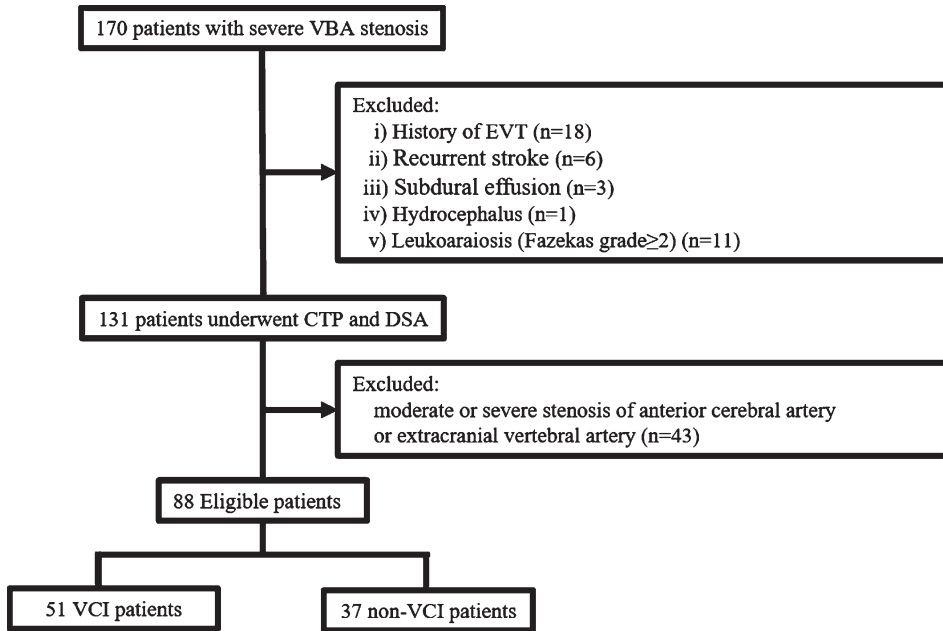 170 patients with severe VBA stenosis
Excluded:
i) History of EVT (n=18)
ii) Recurrent stroke (n=6)
iii) Subdural effusion (n=3)
iv) Hydrocephalus (n=1)
v) Leukoaraiosis (Fazekas grade≥2) (n=11)
131 patients underwent CTP and DSA
Excluded:
moderate or severe stenosis of anterior cerebral artery
or extracranial vertebral artery (n=43)
88 Eligible patients
51 VCI patients
37 non-VCI patients